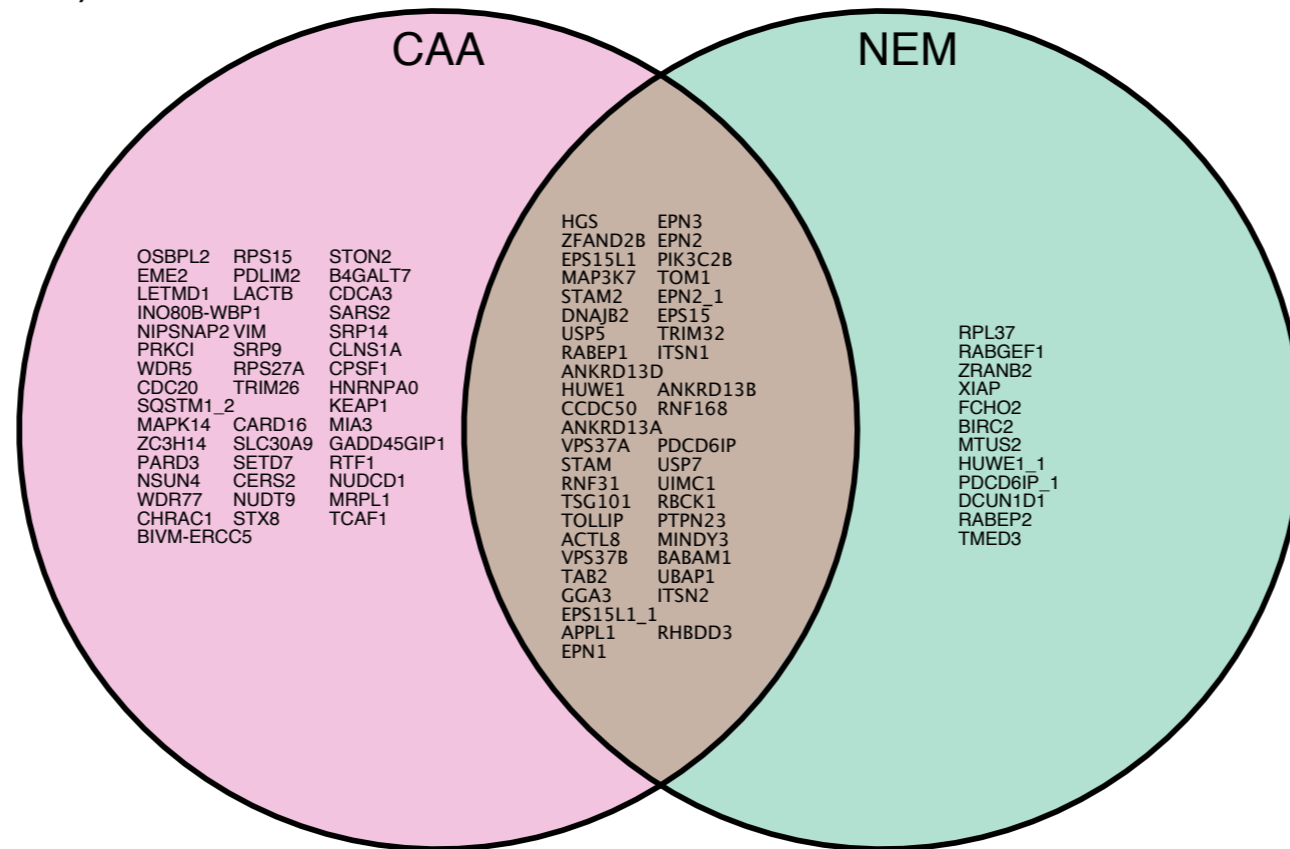 CAA
NEM
OSBPL2 RPS15 STON2
EME2 PDLIM2 B4GALT7
LETMD1 LACTB CDCA3
INO80B-WBP1 SARS2
NIPSNAP2 VIM SRP14
PRKCI SRP9 CLNS1A
WDR5 RPS27A CPSF1
CDC20 TRIM26 HNRNPA0
SQSTM1_2 KEAP1
MAPK14 CARD16 MIA3
ZC3H14 SLC30A9 GADD45GIP1
PARD3 SETD7 RTF1
NSUN4 CERS2 NUDCD1
WDR77 NUDT9 MRPL1
CHRAC1 STX8 TCAF1
BIVM-ERCC5
HGS EPN3
ZFAND2B EPN2
EPS15L1 PIK3C2B
MAP3K7 TOM1
STAM2 EPN2_1
DNAJB2 EPS15
USP5 TRIM32
RABEP1 ITSN1
ANKRD13D
HUWE1 ANKRD13B
CCDC50 RNF168
ANKRD13A
VPS37A PDCD6IP
STAM USP7
RNF31 UIMC1
TSG101 RBCK1
TOLLIP PTPN23
ACTL8 MINDY3
VPS37B BABAM1
TAB2 UBAP1
GGA3 ITSN2
EPS15L1_1
APPL1 RHBDD3
EPN1
RPL37
RABGEF1
ZRANB2
XIAP
FCHO2
BIRC2
MTUS2
HUWE1_1
PDCD6IP_1
DCUN1D1
RABEP2
TMED3